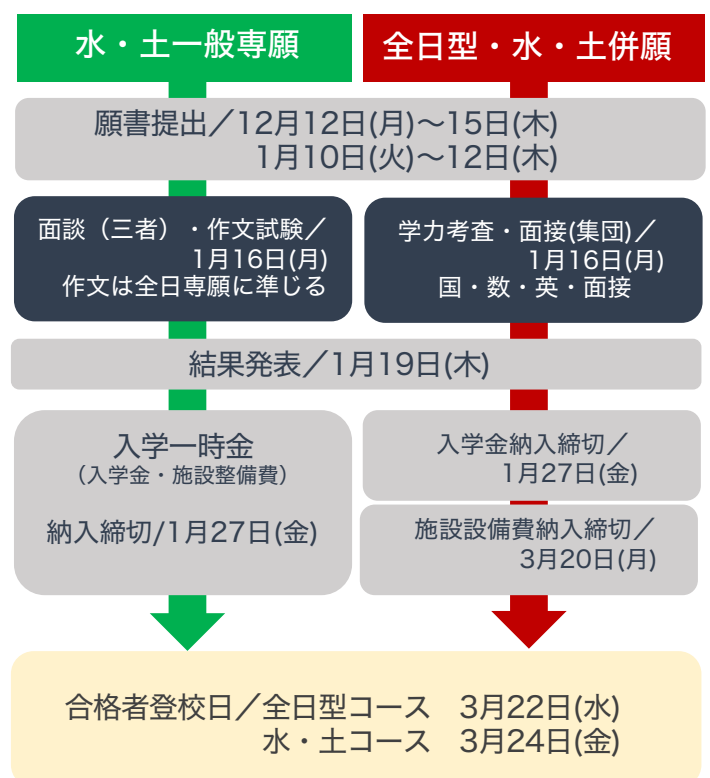 水・土一般専願
全日型・水・土併願
願書提出／12月12日(月)〜15日(木)
1月10日(火)〜12日(木)
面談（三者）・作文試験／
1月16日(月)
作文は全日専願に準じる
学力考査・面接(集団)／
1月16日(月)
国・数・英・面接
結果発表／1月19日(木)
入学一時金
（入学金・施設整備費）
納入締切/1月27日(金)
入学金納入締切／
1月27日(金)
施設設備費納入締切／
3月20日(月)
合格者登校日／全日型コース　3月22日(水)
水・土コース　3月24日(金)